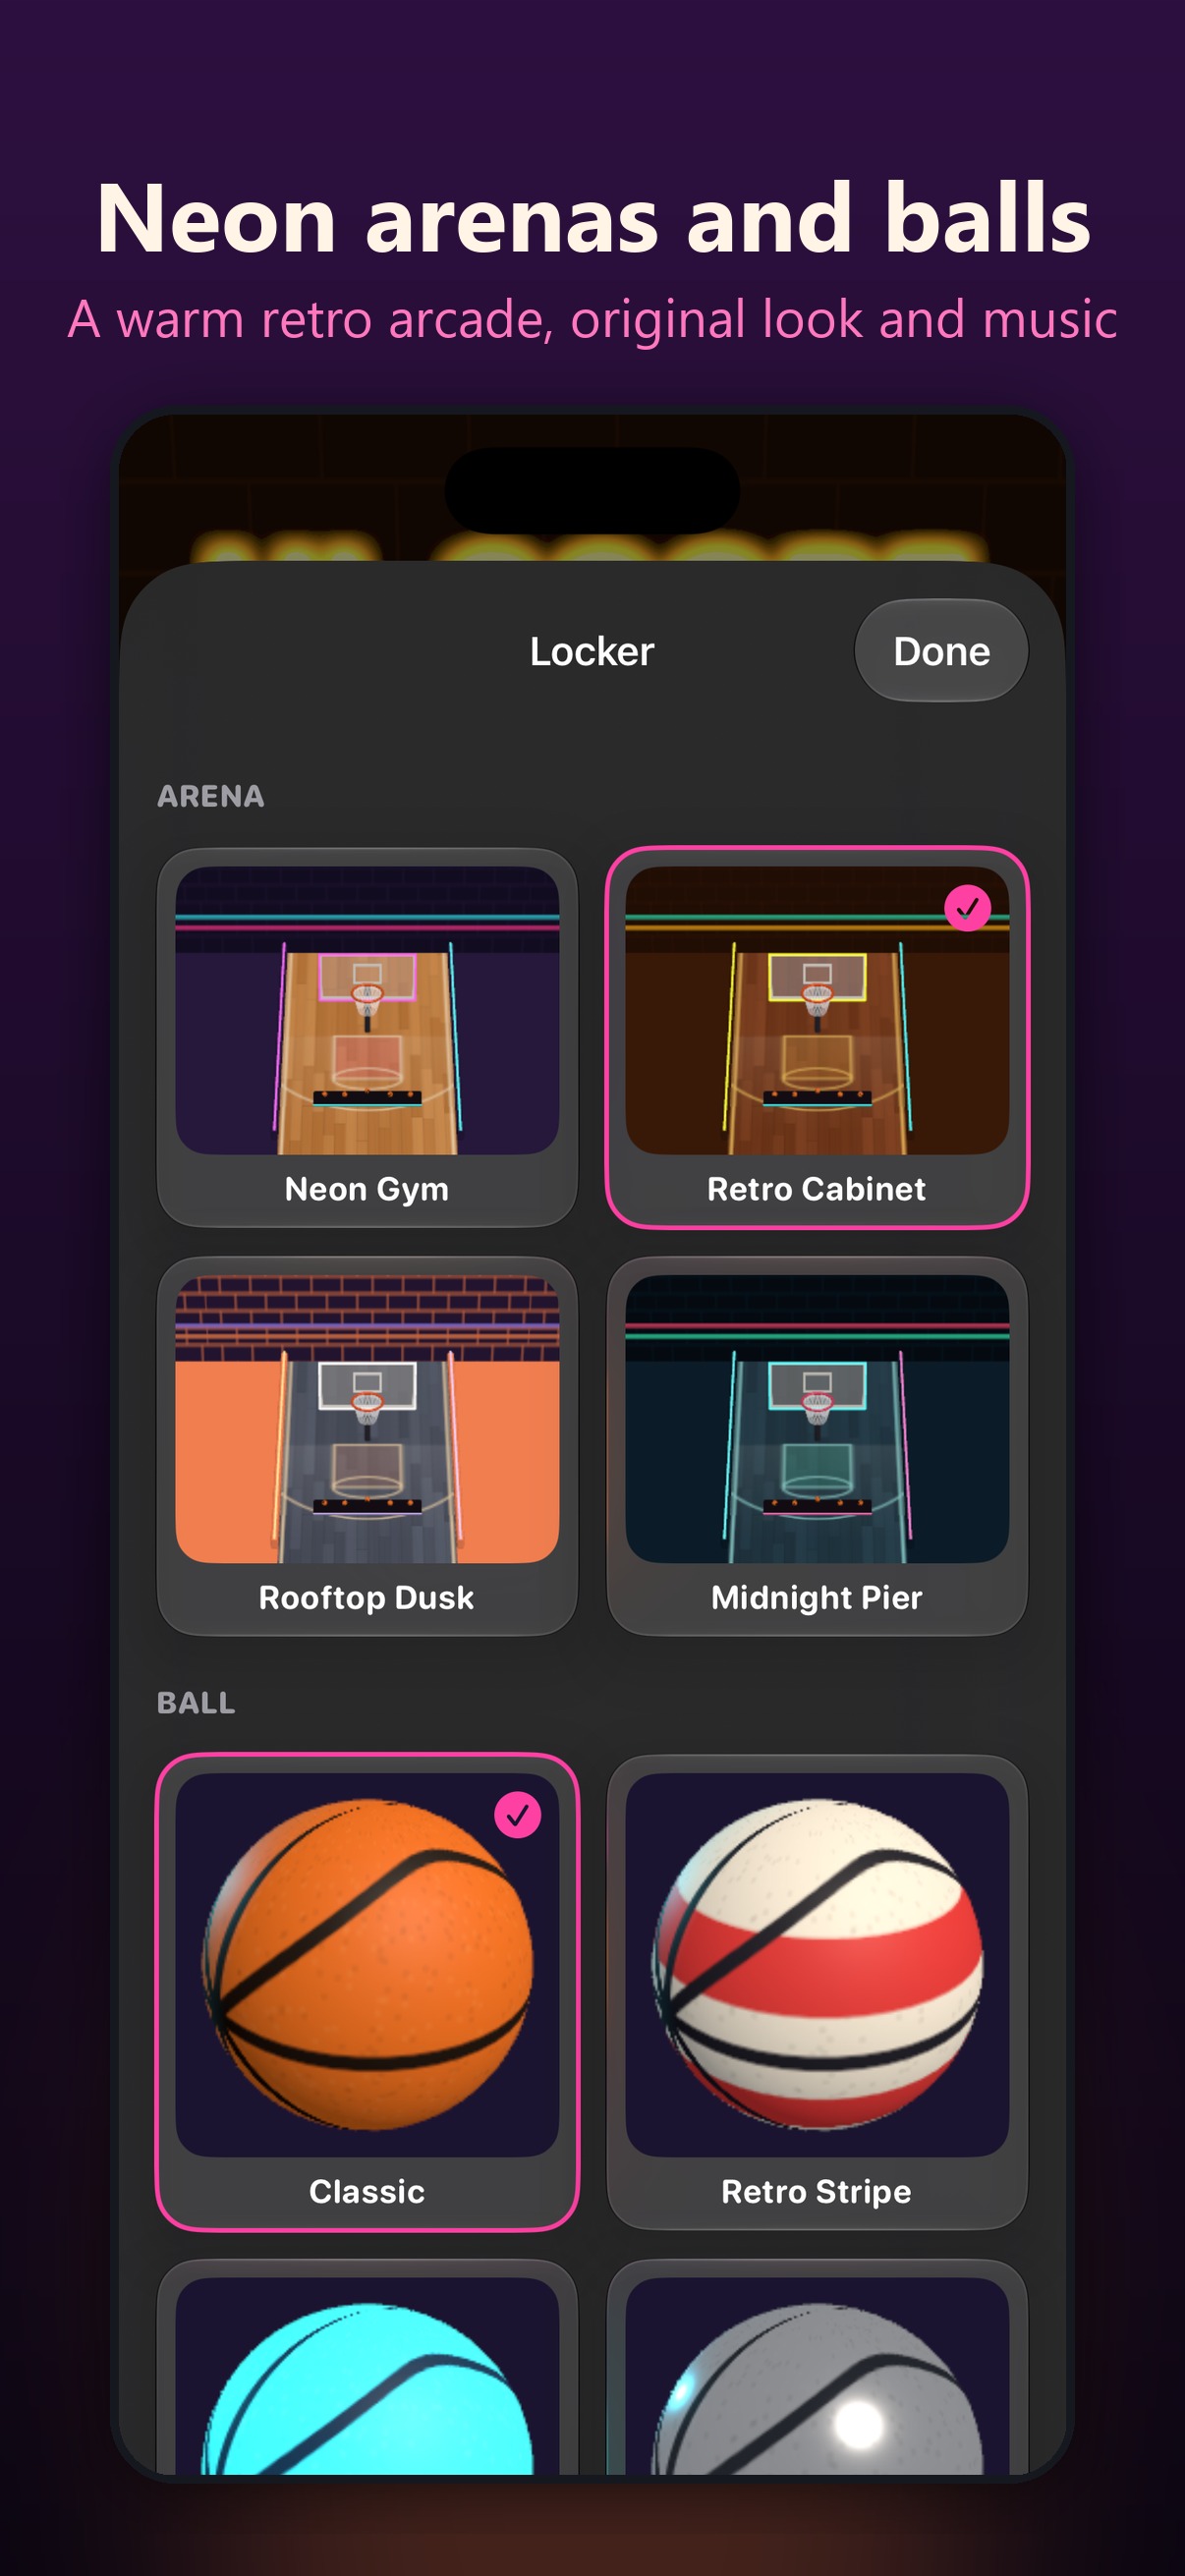 Neon arenas and balls
A warm retro arcade, original look and music
Locker
Done
ARENA
Neon Gym
Retro Cabinet
Rooftop Dusk
Midnight Pier
BALL
Classic
Retro Stripe